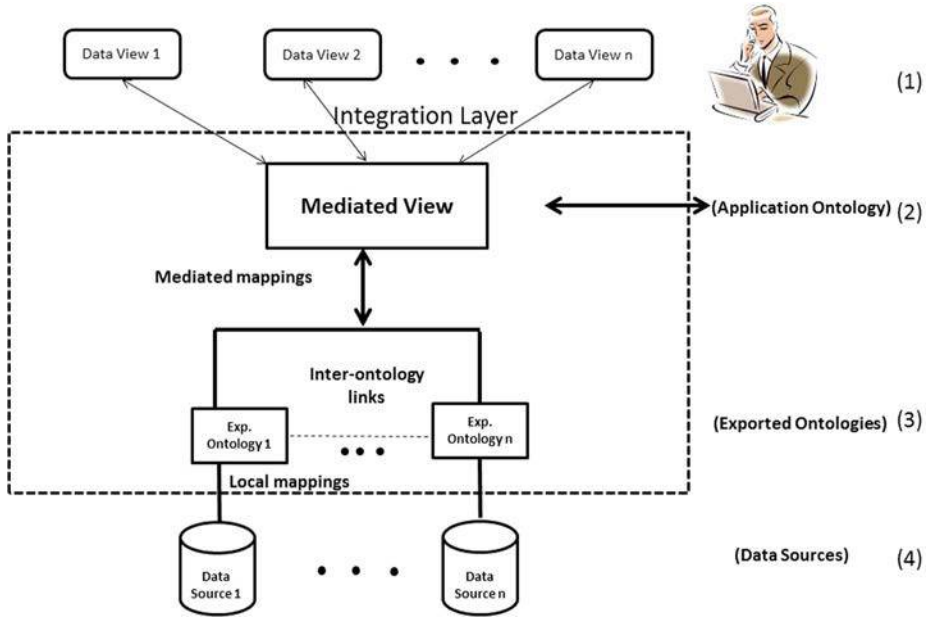 Data View 1
Data View 2
Data View n
(1)
Integration Layer
Mediated View
(Application Ontology) (2)
Mediated mappings
Inter-ontology
links
Exp.
Ontology 1
Exp.
Ontology n
(Exported Ontologies) (3)
Local mappings
Data
Source 1
Data
Source n
(Data Sources) (4)